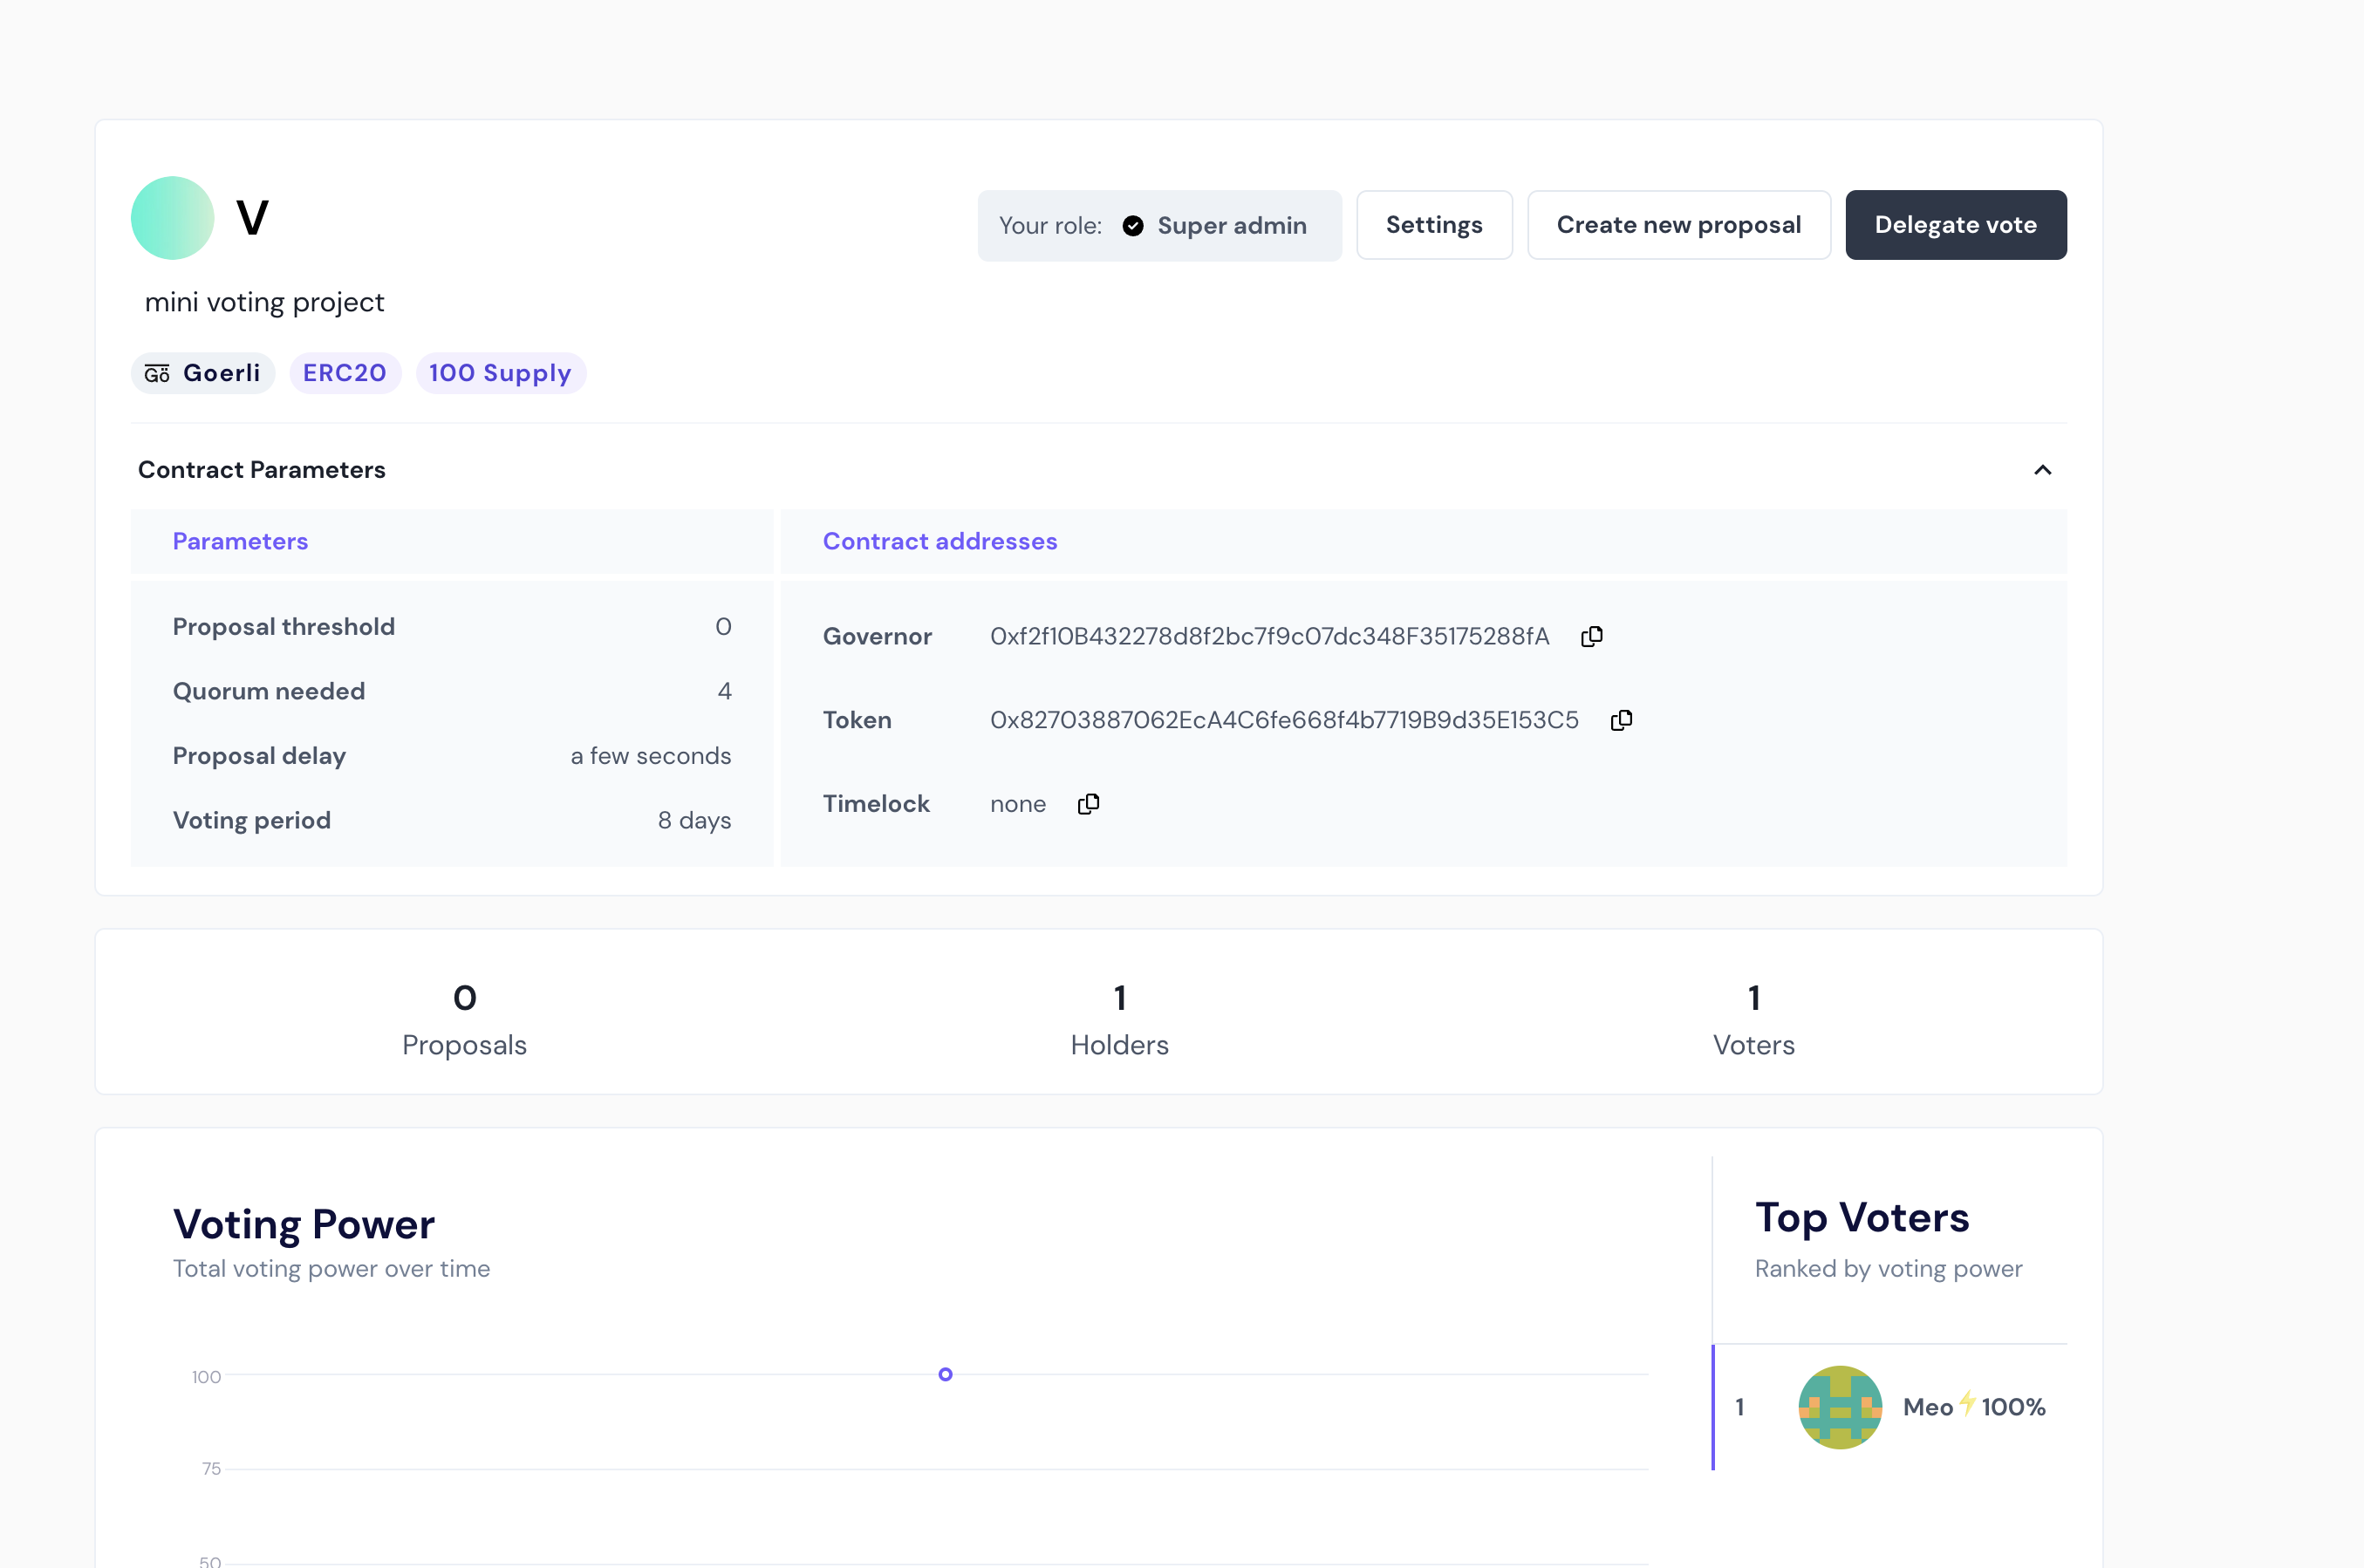 V
Your role: Super admin
Settings
Create new proposal
Delegate vote
mini voting project
Gö Goerli
ERC20
100 Supply
Contract Parameters
Parameters
Contract addresses
Proposal threshold 0
Quorum needed 4
Proposal delay a few seconds
Voting period 8 days
Governor 0xf2f10B432278d8f2bc7f9c07dc348F35175288fA
Token 0x82703887062EcA4C6fe668f4b7719B9d35E153C5
Timelock none
0
Proposals
1
Holders
1
Voters
Voting Power
Total voting power over time
100
75
50
Top Voters
Ranked by voting power
1 Meo⚡100%